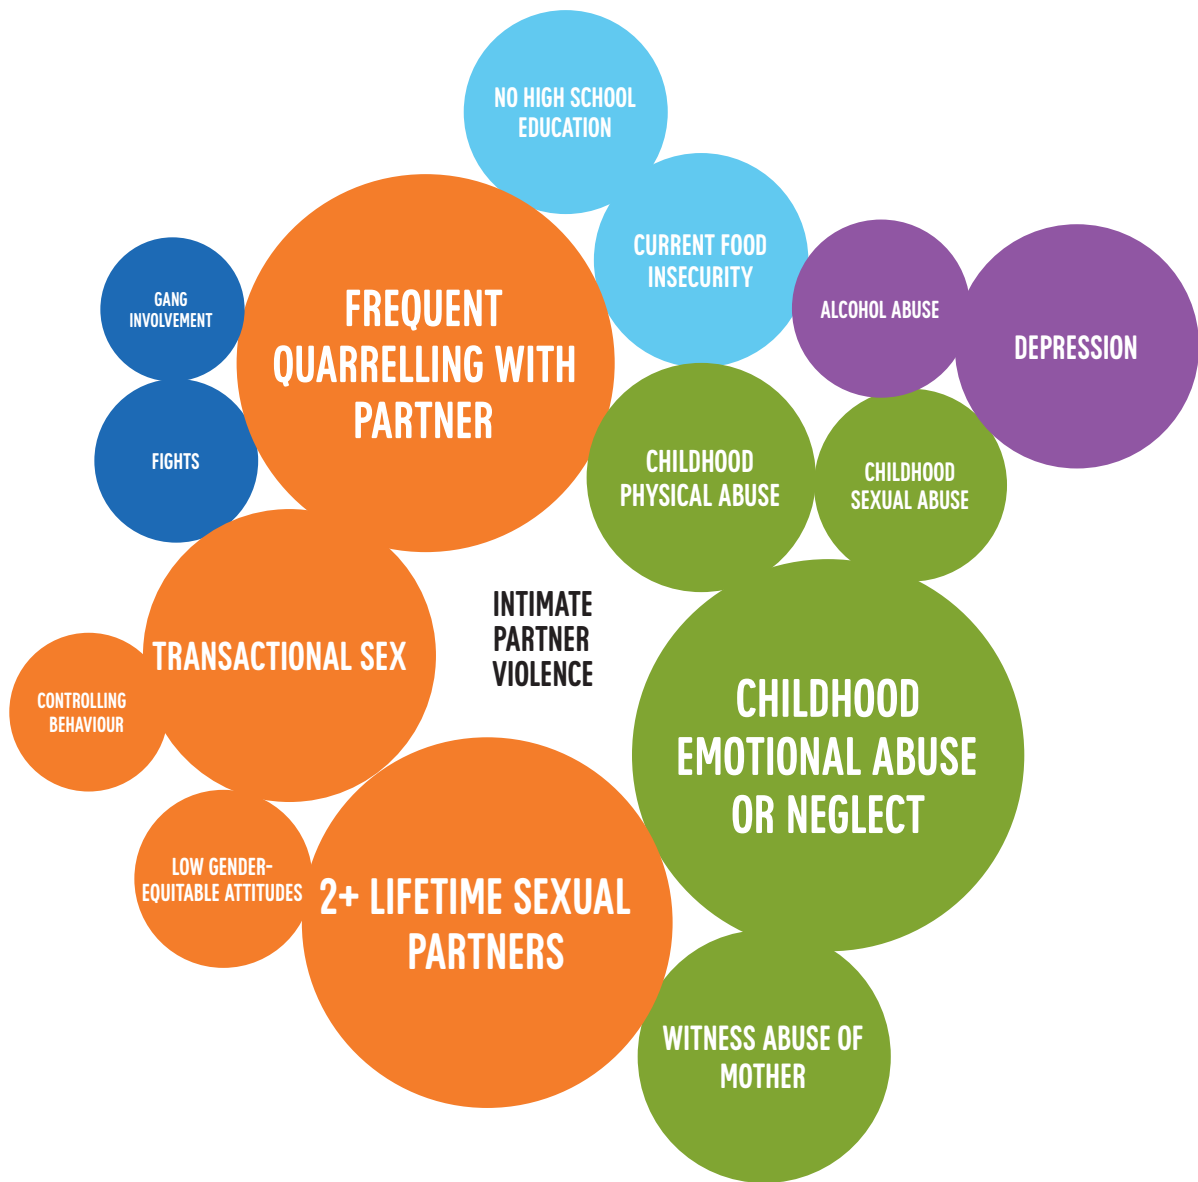 NO HIGH SCHOOL
EDUCATION
CURRENT FOOD
INSECURITY
ALCOHOL ABUSE
DEPRESSION
GANG
INVOLVEMENT
FREQUENT
QUARRELLING WITH
PARTNER
FIGHTS
CHILDHOOD
PHYSICAL ABUSE
CHILDHOOD
SEXUAL ABUSE
INTIMATE
PARTNER
VIOLENCE
TRANSACTIONAL SEX
CONTROLLING
BEHAVIOUR
CHILDHOOD
EMOTIONAL ABUSE
OR NEGLECT
LOW GENDER-
EQUITABLE ATTITUDES
2+ LIFETIME SEXUAL
PARTNERS
WITNESS ABUSE OF
MOTHER